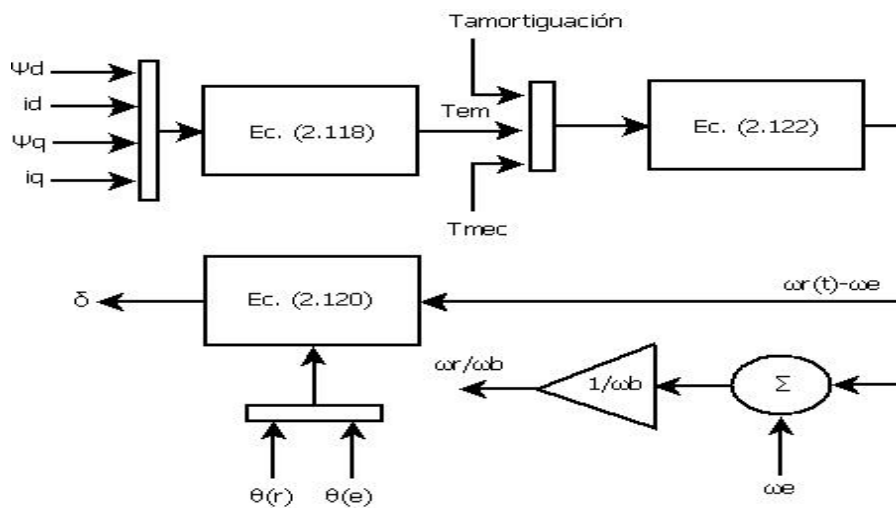 Tamortiguación
Ψd
id
Ψq
iq
Ec. (2.118)
Tem
Ec. (2.122)
Tmec
δ
Ec. (2.120)
ωr(t)-ωe
ωr/ωb
1/ωb
Σ
θ(r)
θ(e)
ωe